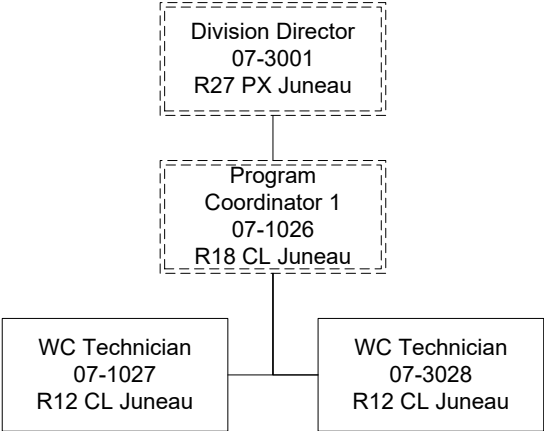 Division Director
07-3001
R27 PX Juneau
Program
Coordinator 1
07-1026
R18 CL Juneau
WC Technician
07-1027
R12 CL Juneau
WC Technician
07-3028
R12 CL Juneau